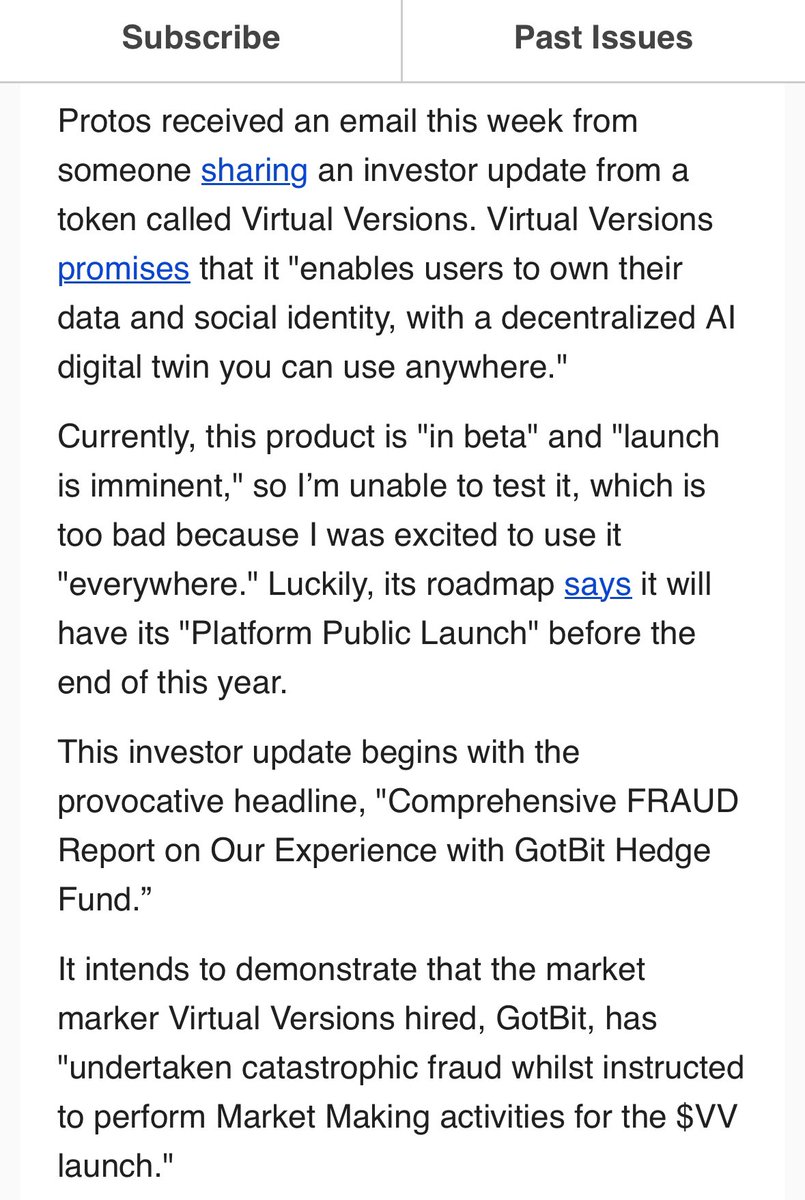 Subscribe
Past Issues
Protos received an email this week from
someone sharing an investor update from a
token called Virtual Versions. Virtual Versions
promises that it "enables users to own their
data and social identity, with a decentralized AI
digital twin you can use anywhere."
Currently, this product is "in beta" and "launch
is imminent," so I’m unable to test it, which is
too bad because I was excited to use it
"everywhere." Luckily, its roadmap says it will
have its "Platform Public Launch" before the
end of this year.
This investor update begins with the
provocative headline, "Comprehensive FRAUD
Report on Our Experience with GotBit Hedge
Fund.”
It intends to demonstrate that the market
marker Virtual Versions hired, GotBit, has
"undertaken catastrophic fraud whilst instructed
to perform Market Making activities for the $VV
launch."